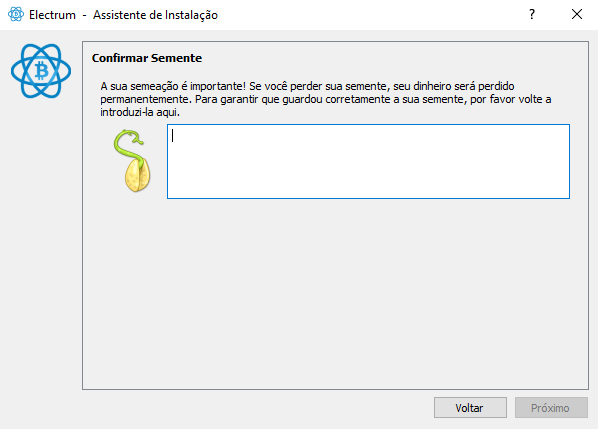 Electrum - Assistente de Instalação
Confirmar Semente
A sua semeação é importante! Se você perder sua semente, seu dinheiro será perdido
permanentemente. Para garantir que guardou corretamente a sua semente, por favor volte a
introduzi-la aqui.
Voltar
Próximo